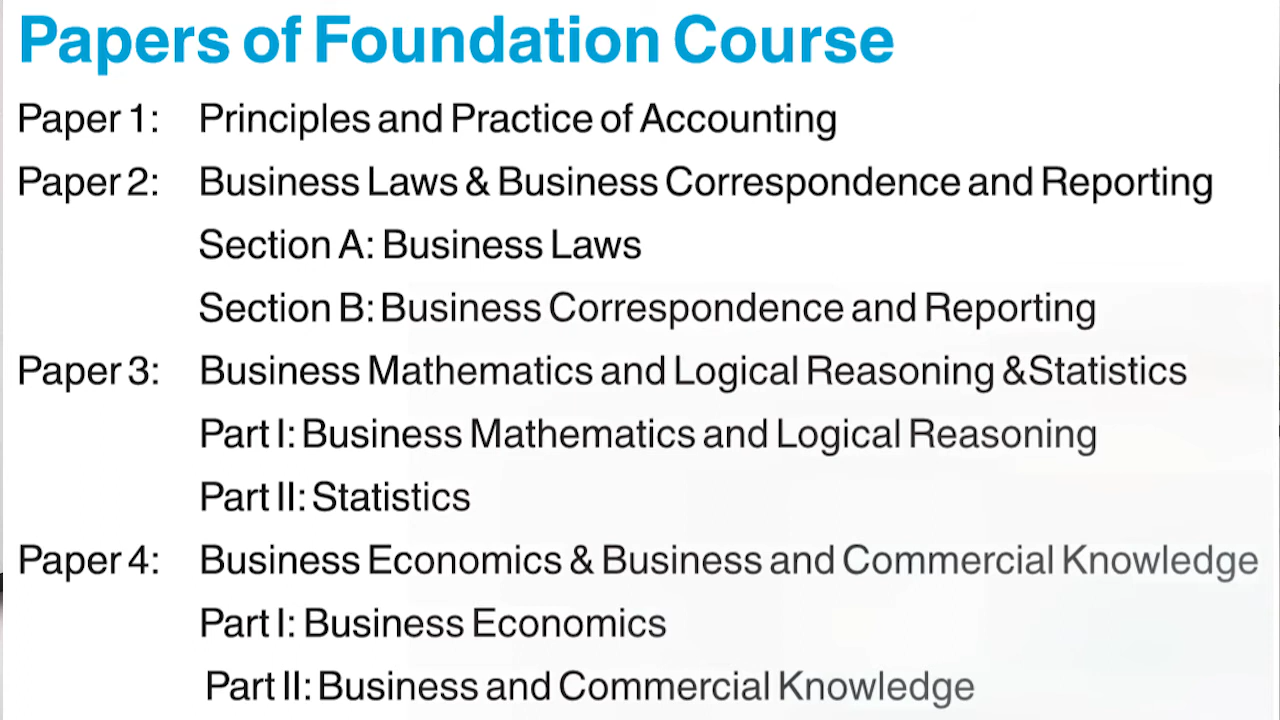 Papers of Foundation Course
Paper 1: Principles and Practice of Accounting
Paper 2: Business Laws & Business Correspondence and Reporting
Section A: Business Laws
Section B: Business Correspondence and Reporting
Paper 3: Business Mathematics and Logical Reasoning &Statistics
Part I: Business Mathematics and Logical Reasoning
Part II: Statistics
Paper 4: Business Economics & Business and Commercial Knowledge
Part I: Business Economics
Part II: Business and Commercial Knowledge